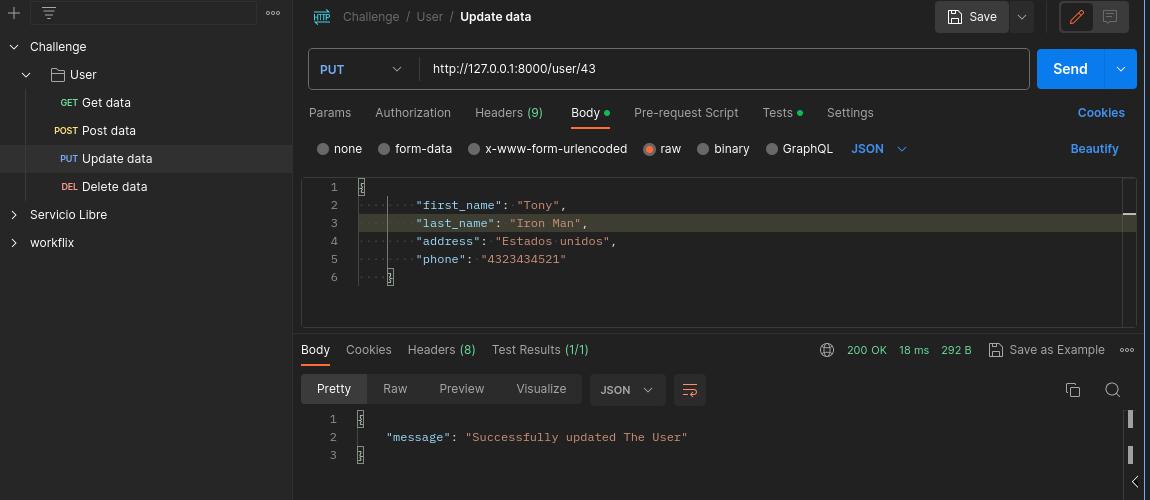 HTTP Challenge / User / Update data Save
Challenge
User
GET Get data
POST Post data
PUT Update data
DEL Delete data
Servicio Libre
workflix
PUT http://127.0.0.1:8000/user/43 Send
Params Authorization Headers (9) Body Pre-request Script Tests Settings Cookies
none form-data x-www-form-urlencoded raw binary GraphQL JSON Beautify
1 {
2 "first_name": "Tony",
3 "last_name": "Iron Man",
4 "address": "Estados unidos",
5 "phone": "4323434521"
6 }
Body Cookies Headers (8) Test Results (1/1) 200 OK 18 ms 292 B Save as Example
Pretty Raw Preview Visualize JSON
1 {
2 "message": "Successfully updated The User"
3 }